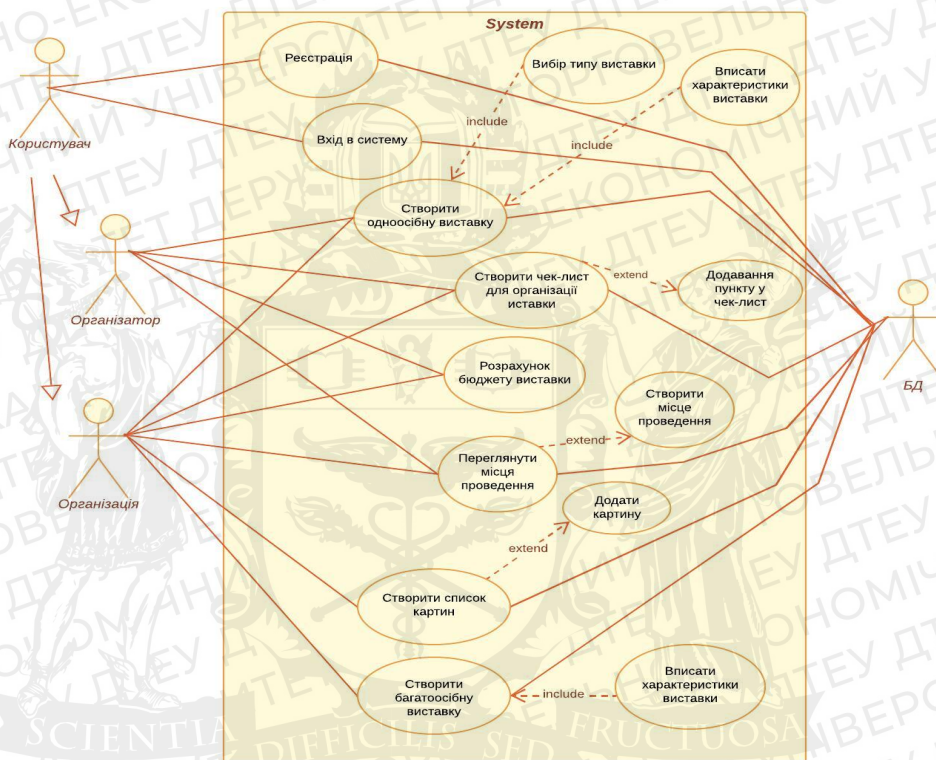 System
Реєстрація
Вибір типу виставки
Вписати
характеристики
виставки
include
include
Користувач
Вхід в систему
Створити
одноосібну виставку
Створити чек-лист
для організації
иставки
extend
Додавання
пункту у
чек-лист
Організатор
Розрахунок
бюджету виставки
БД
Створити
місце
проведення
extend
Переглянути
місця
проведення
Організація
Додати
картину
extend
Створити список
картин
Створити
багатоосібну
виставку
include
Вписати
характеристики
виставки
SCIENTIA DIFFICILIS SED FRUCTUOSA